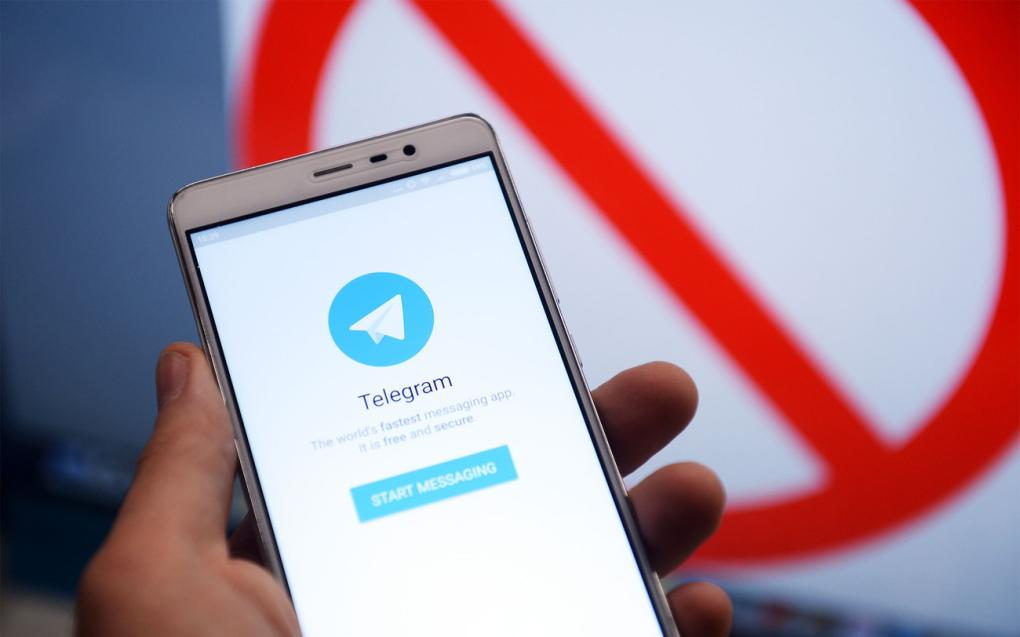 Telegram
The world's fastest messaging app.
It is free and secure.
START MESSAGING